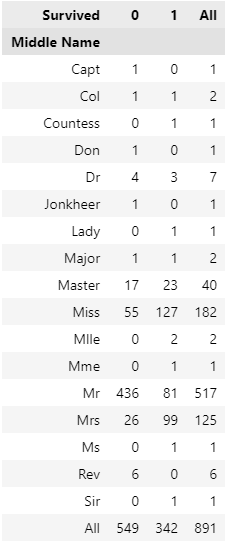 Survived 0 1 All
Middle Name
Capt 1 0 1
Col 1 1 2
Countess 0 1 1
Don 1 0 1
Dr 4 3 7
Jonkheer 1 0 1
Lady 0 1 1
Major 1 1 2
Master 17 23 40
Miss 55 127 182
Mlle 0 2 2
Mme 0 1 1
Mr 436 81 517
Mrs 26 99 125
Ms 0 1 1
Rev 6 0 6
Sir 0 1 1
All 549 342 891